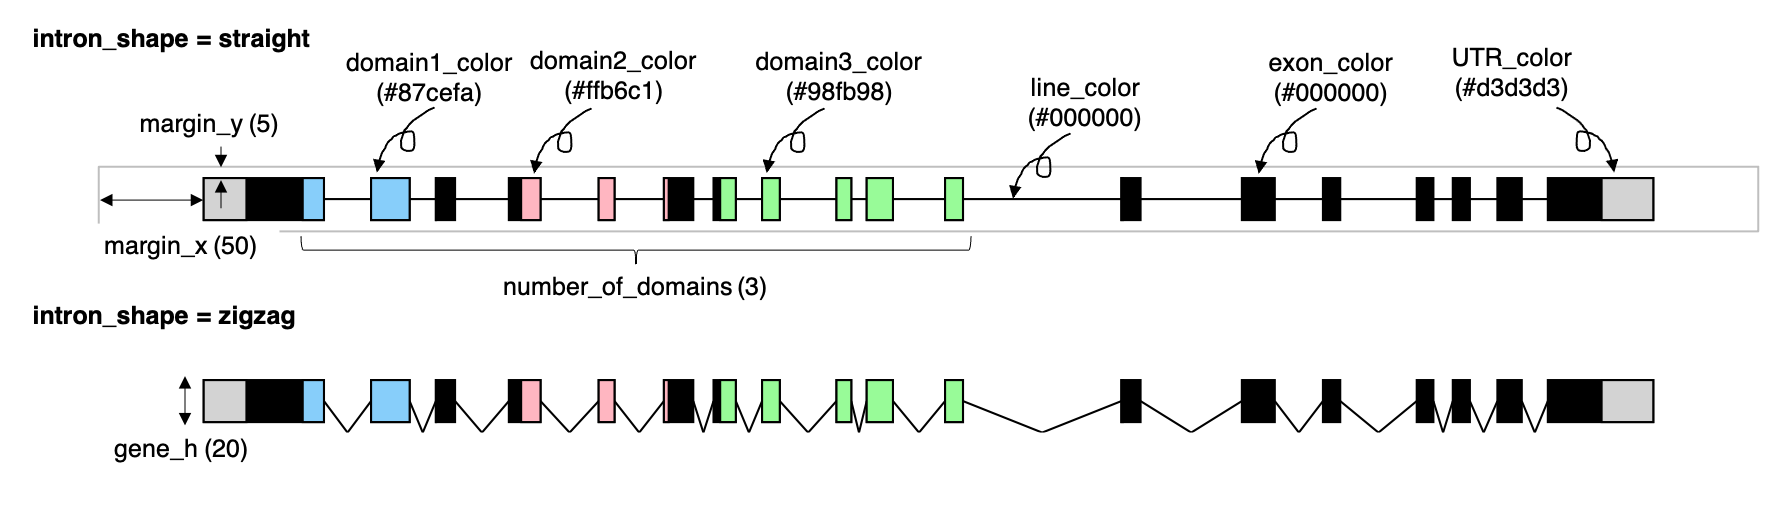 intron_shape = straight
domain1_color
(#87cefa)
domain2_color
(#ffb6c1)
domain3_color
(#98fb98)
line_color
(#000000)
exon_color
(#000000)
UTR_color
(#d3d3d3)
margin_y (5)
margin_x (50)
number_of_domains (3)
intron_shape = zigzag
gene_h (20)